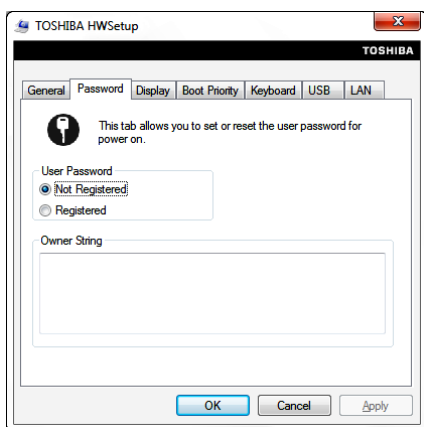 TOSHIBA HWSetup
TOSHIBA
General Password Display Boot Priority Keyboard USB LAN
This tab allows you to set or reset the user password for
power on.
User Password
Not Registered
Registered
Owner String
OK Cancel Apply